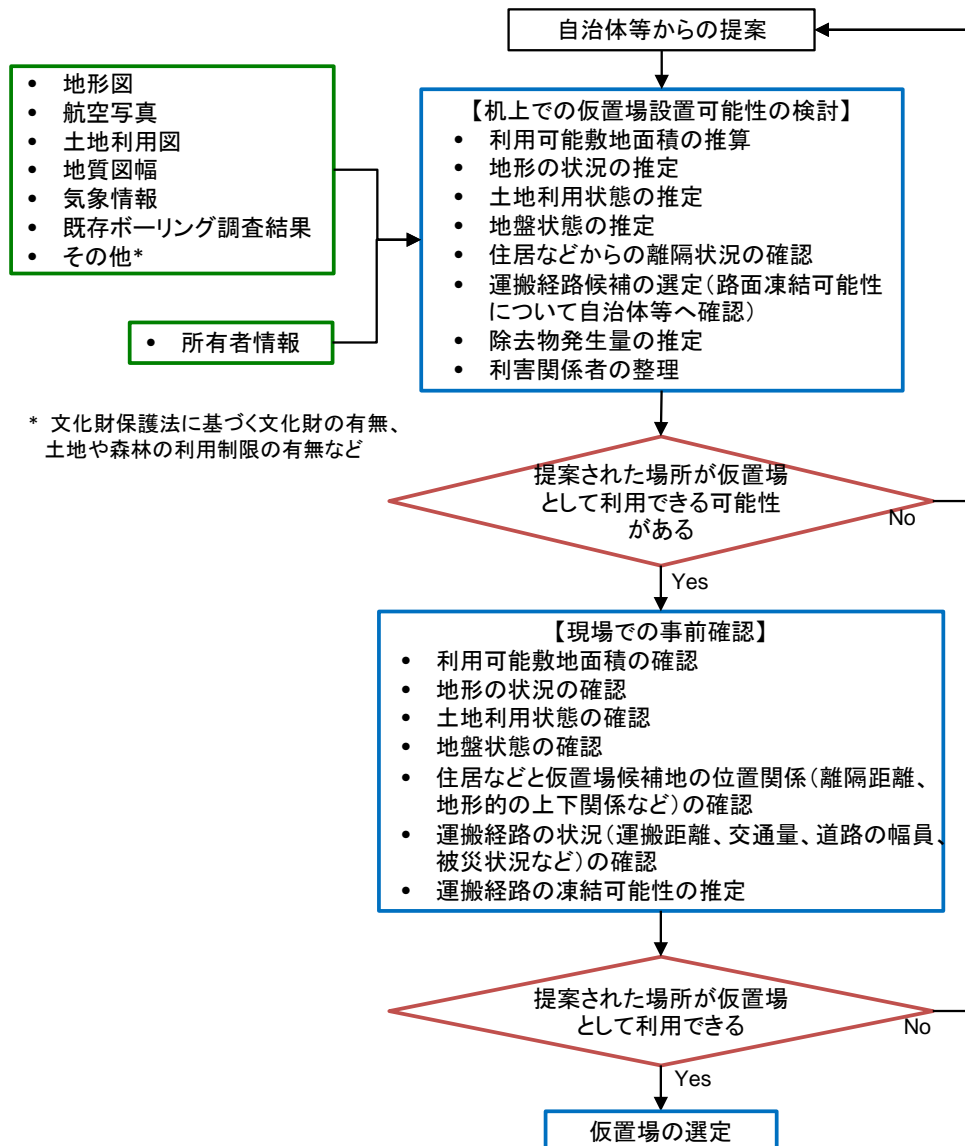 自治体等からの提案
• 地形図
• 航空写真
• 土地利用図
• 地質図幅
• 気象情報
• 既存ボーリング調査結果
• その他*
• 所有者情報
* 文化財保護法に基づく文化財の有無、
土地や森林の利用制限の有無など
【机上での仮置場設置可能性の検討】
• 利用可能敷地面積の推算
• 地形の状況の推定
• 土地利用状態の推定
• 地盤状態の推定
• 住居などからの離隔状況の確認
• 運搬経路候補の選定(路面凍結可能性
について自治体等へ確認)
• 除去物発生量の推定
• 利害関係者の整理
提案された場所が仮置場
として利用できる可能性
がある
No
Yes
【現場での事前確認】
• 利用可能敷地面積の確認
• 地形の状況の確認
• 土地利用状態の確認
• 地盤状態の確認
• 住居などと仮置場候補地の位置関係(離隔距離、
地形的の上下関係など)の確認
• 運搬経路の状況(運搬距離、交通量、道路の幅員、
被災状況など)の確認
• 運搬経路の凍結可能性の推定
提案された場所が仮置場
として利用できる
No
Yes
仮置場の選定